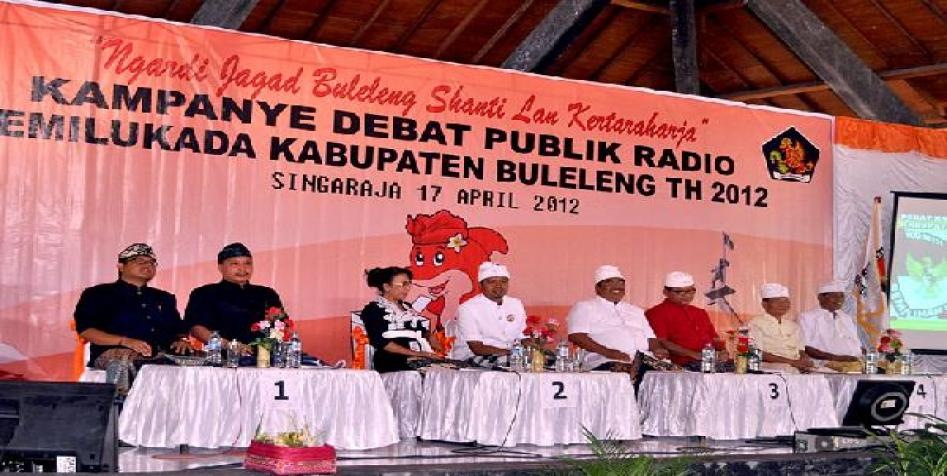 "Ngardi Jagad Buleleng Shanti Lan Kertaraharja"
KAMPANYE DEBAT PUBLIK RADIO
EMILUKADA KABUPATEN BULELENG TH 2012
SINGARAJA 17 APRIL 2012
1
2
3
4